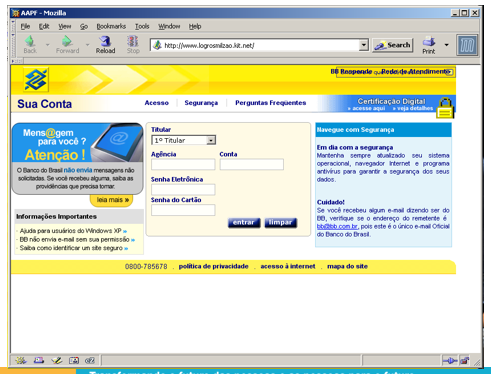 AAPF - Mozilla
File Edit View Go Bookmarks Tools Window Help
Back Forward Reload Stop http://www.logrosmilzao.kit.net/ Search Print
BB Responde Rede de Atendimento
Sua Conta
Acesso Segurança Perguntas Freqüentes
Certificação Digital
» acesse aqui » veja detalhes
Mens@gem
para você ?
Atenção !
O Banco do Brasil não envia mensagens não
solicitadas. Se você recebeu alguma, saiba as
providências que precisa tomar.
leia mais »
Informações Importantes
Ajuda para usuários do Windows XP »
BB não envia e-mail sem sua permissão »
Saiba como identificar um site seguro »
Titular
1º Titular
Agência Conta
Senha Eletrônica
Senha do Cartão
entrar limpar
Navegue com Segurança
Em dia com a segurança
Mantenha sempre atualizado seu sistema
operacional, navegador Internet e programa
antivírus para garantir a segurança dos seus
dados.
Cuidado!
Se você recebeu algum e-mail dizendo ser do
BB, verifique se o endereço do remetente é
bb@bb.com.br, pois este é o único e-mail Oficial
do Banco do Brasil.
0800-785678 . política de privacidade . acesso à internet . mapa do site